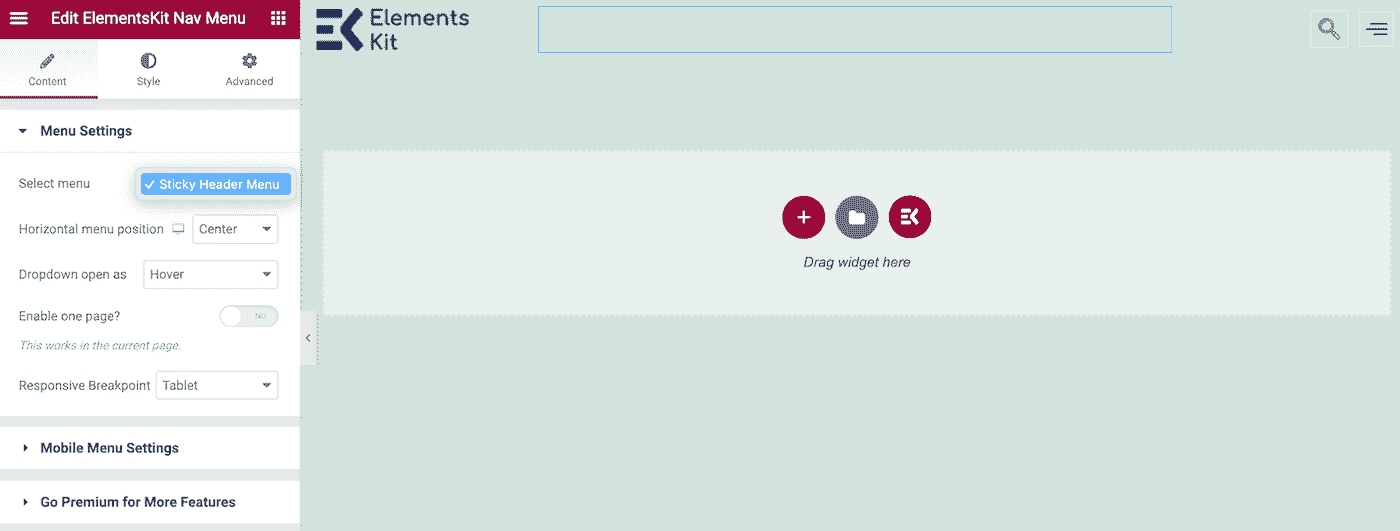 Edit ElementsKit Nav Menu
Content
Style
Advanced
Menu Settings
Select menu
✓ Sticky Header Menu
Horizontal menu position
Center
Dropdown open as
Hover
Enable one page?
NO
This works in the current page.
Responsive Breakpoint
Tablet
Mobile Menu Settings
Go Premium for More Features
Elements
Kit
Drag widget here